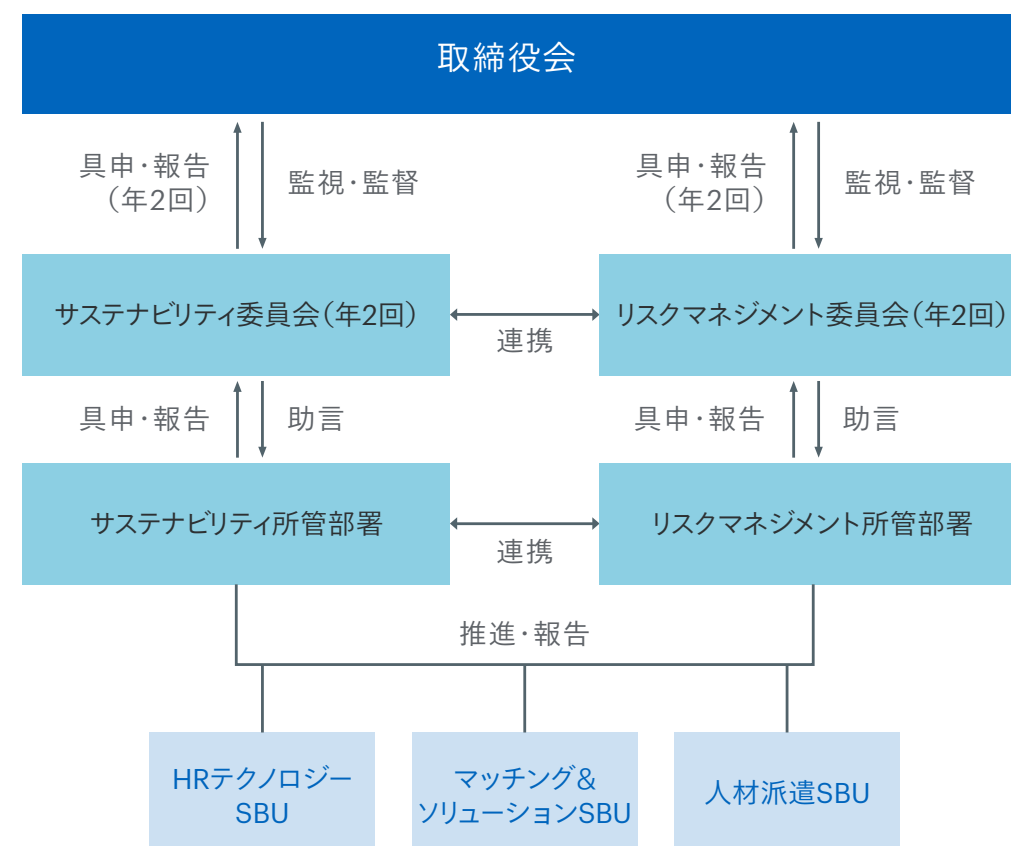 取締役会
具申・報告
(年2回)
監視・監督
具申・報告
(年2回)
監視・監督
サステナビリティ委員会(年2回)
連携
リスクマネジメント委員会(年2回)
具申・報告
助言
具申・報告
助言
サステナビリティ所管部署
連携
リスクマネジメント所管部署
推進・報告
HRテクノロジー
SBU
マッチング&
ソリューションSBU
人材派遣SBU